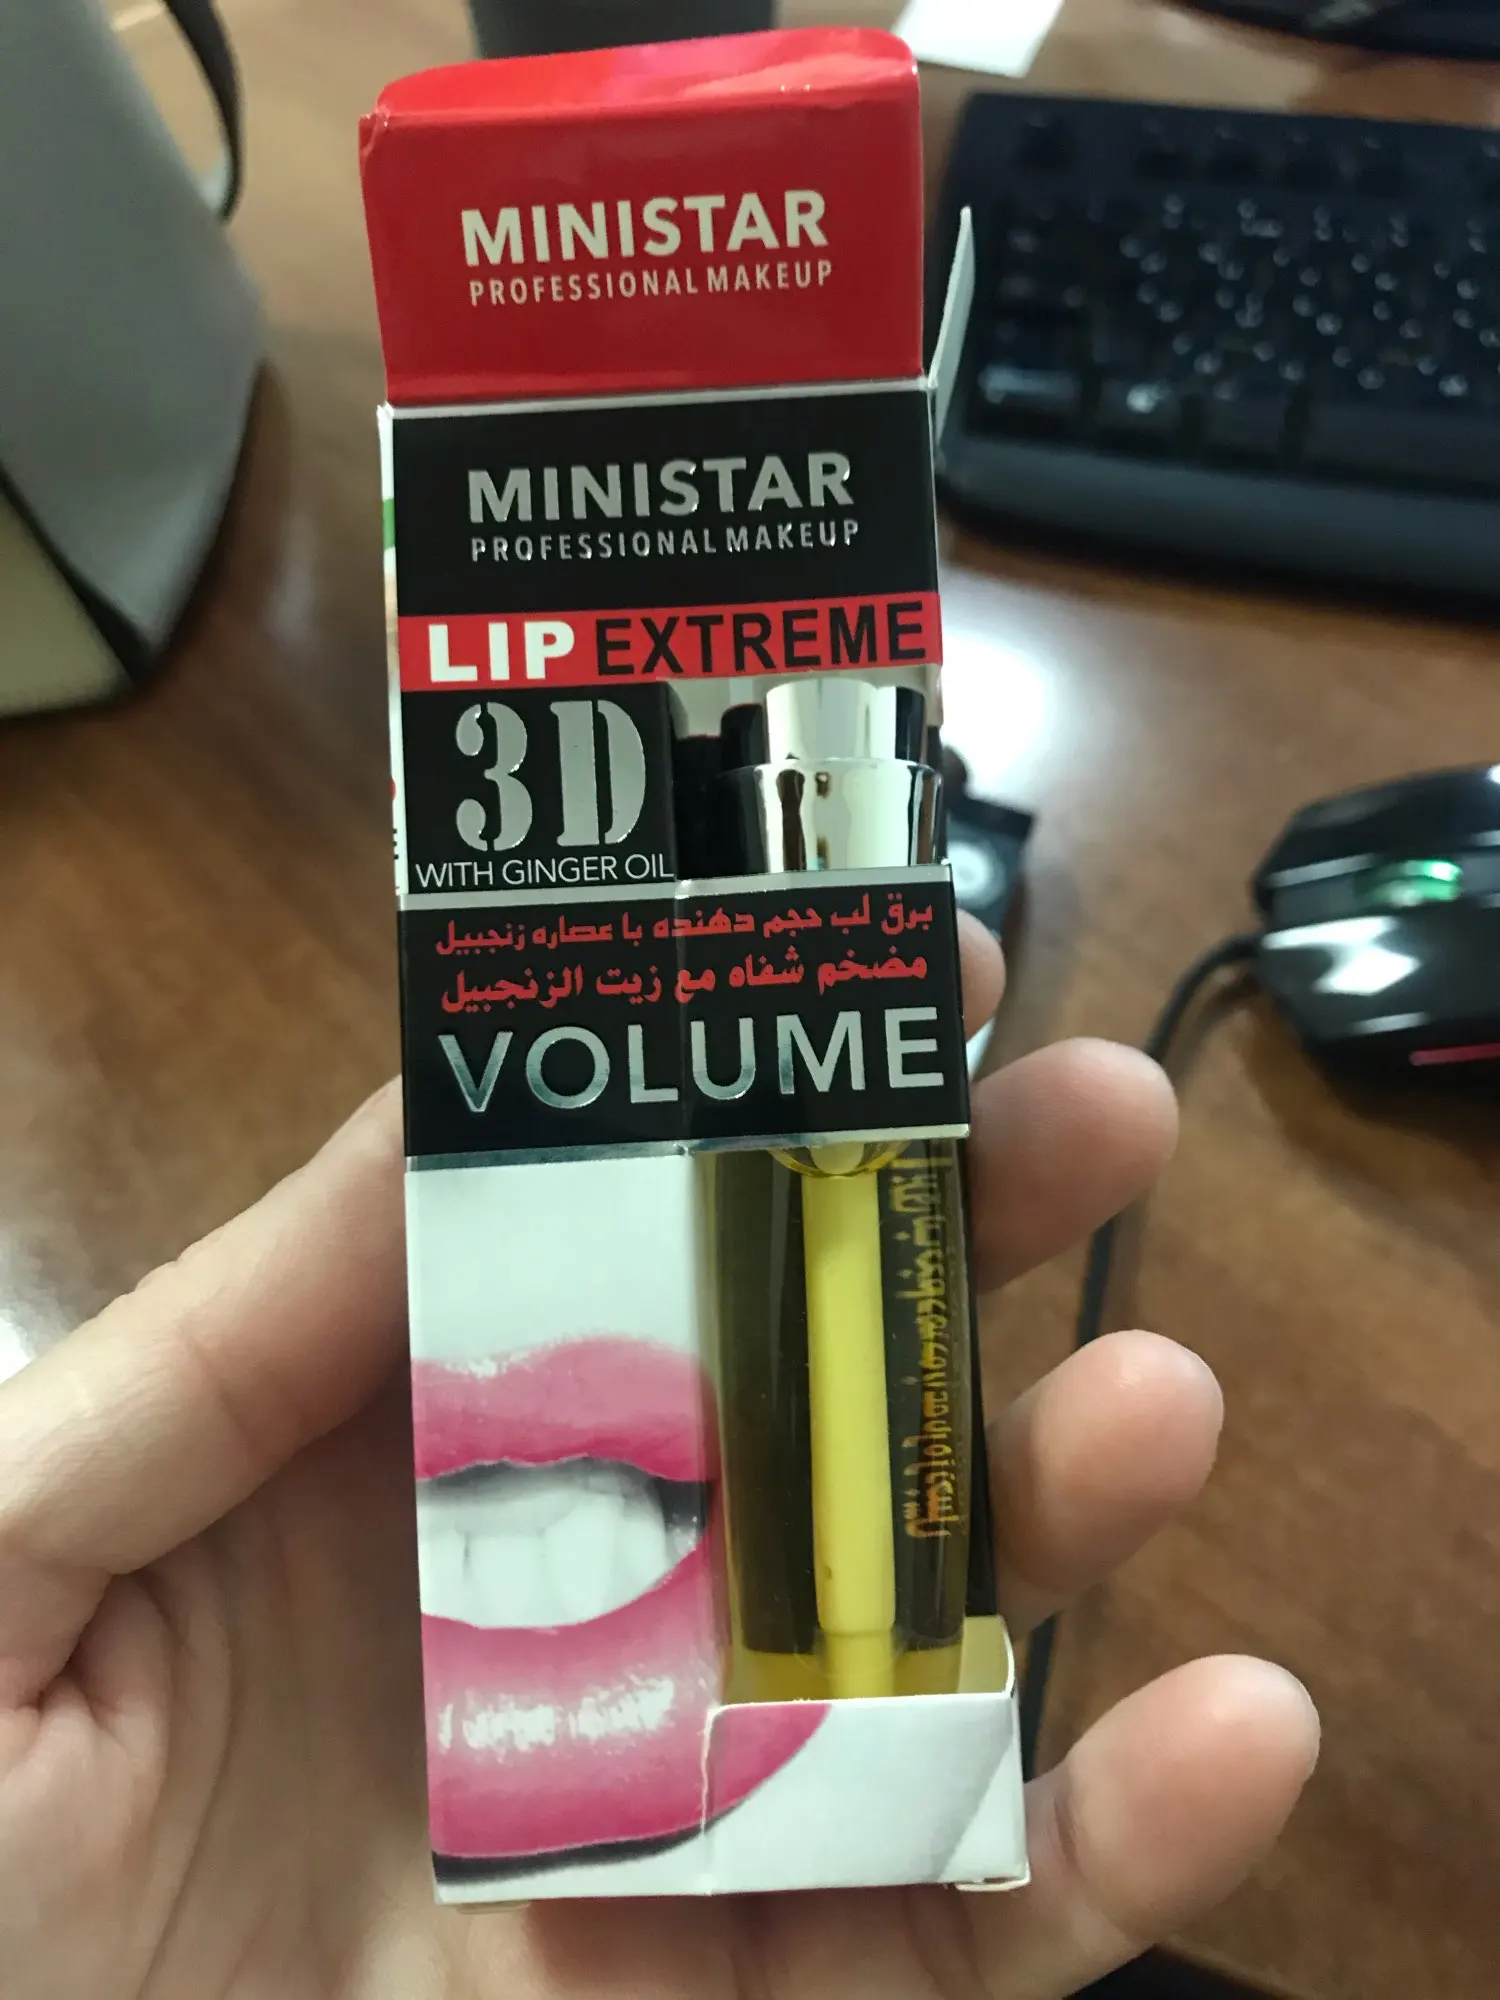 MINISTAR
PROFESSIONAL MAKEUP
MINISTAR
PROFESSIONAL MAKEUP
LIP EXTREME
3D
WITH GINGER OIL
برق لب حجم دهنده با عصاره زنجبیل
مضخم شفاه مع زيت الزنجبيل
VOLUME